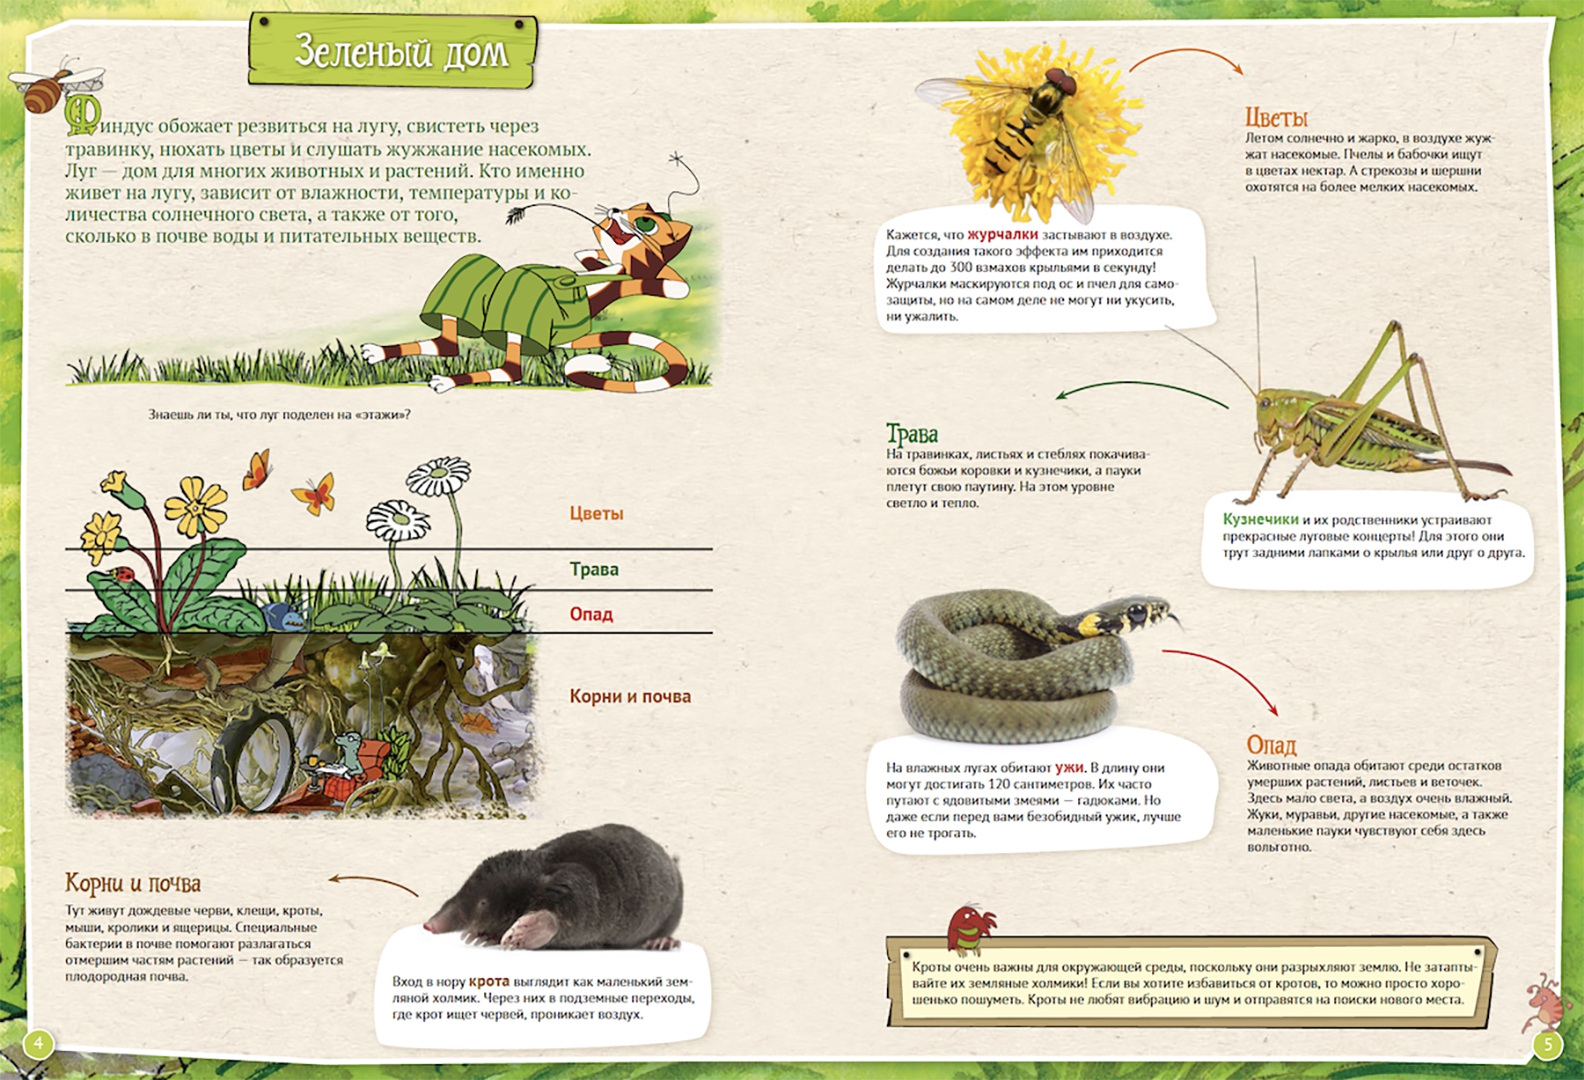 Зеленый дом
Финдус обожает резвиться на лугу, свистеть через
травинку, нюхать цветы и слушать жужжание насекомых.
Луг — дом для многих животных и растений. Кто именно
живет на лугу, зависит от влажности, температуры и ко-
личества солнечного света, а также от того,
сколько в почве воды и питательных веществ.
Знаешь ли ты, что луг поделен на «этажи»?
Цветы
Трава
Опад
Корни и почва
Корни и почва
Тут живут дождевые черви, клещи, кроты,
мыши, кролики и ящерицы. Специальные
бактерии в почве помогают разлагаться
отмершим частям растений — так образуется
плодородная почва.
Вход в нору крота выглядит как маленький зем-
ляной холмик. Через них в подземные переходы,
где крот ищет червей, проникает воздух.
4
Цветы
Летом солнечно и жарко, в воздухе жуж-
жат насекомые. Пчелы и бабочки ищут
в цветах нектар. А стрекозы и шершни
охотятся на более мелких насекомых.
Кажется, что журчалки застывают в воздухе.
Для создания такого эффекта им приходится
делать до 300 взмахов крыльями в секунду!
Журчалки маскируются под ос и пчел для само-
защиты, но на самом деле не могут ни укусить,
ни ужалить.
Трава
На травинках, листьях и стеблях покачива-
ются божьи коровки и кузнечики, а пауки
плетут свою паутину. На этом уровне
светло и тепло.
Кузнечики и их родственники устраивают
прекрасные луговые концерты! Для этого они
трут задними лапками о крылья или друг о друга.
На влажных лугах обитают ужи. В длину они
могут достигать 120 сантиметров. Их часто
путают с ядовитыми змеями — гадюками. Но
даже если перед вами безобидный ужик, лучше
его не трогать.
Опад
Животные опада обитают среди остатков
умерших растений, листьев и веточек.
Здесь мало света, а воздух очень влажный.
Жуки, муравьи, другие насекомые, а также
маленькие пауки чувствуют себя здесь
вольготно.
Кроты очень важны для окружающей среды, поскольку они разрыхляют землю. Не затапты-
вайте их земляные холмики! Если вы хотите избавиться от кротов, то можно просто хоро-
шенько пошуметь. Кроты не любят вибрацию и шум и отправятся на поиски нового места.
5